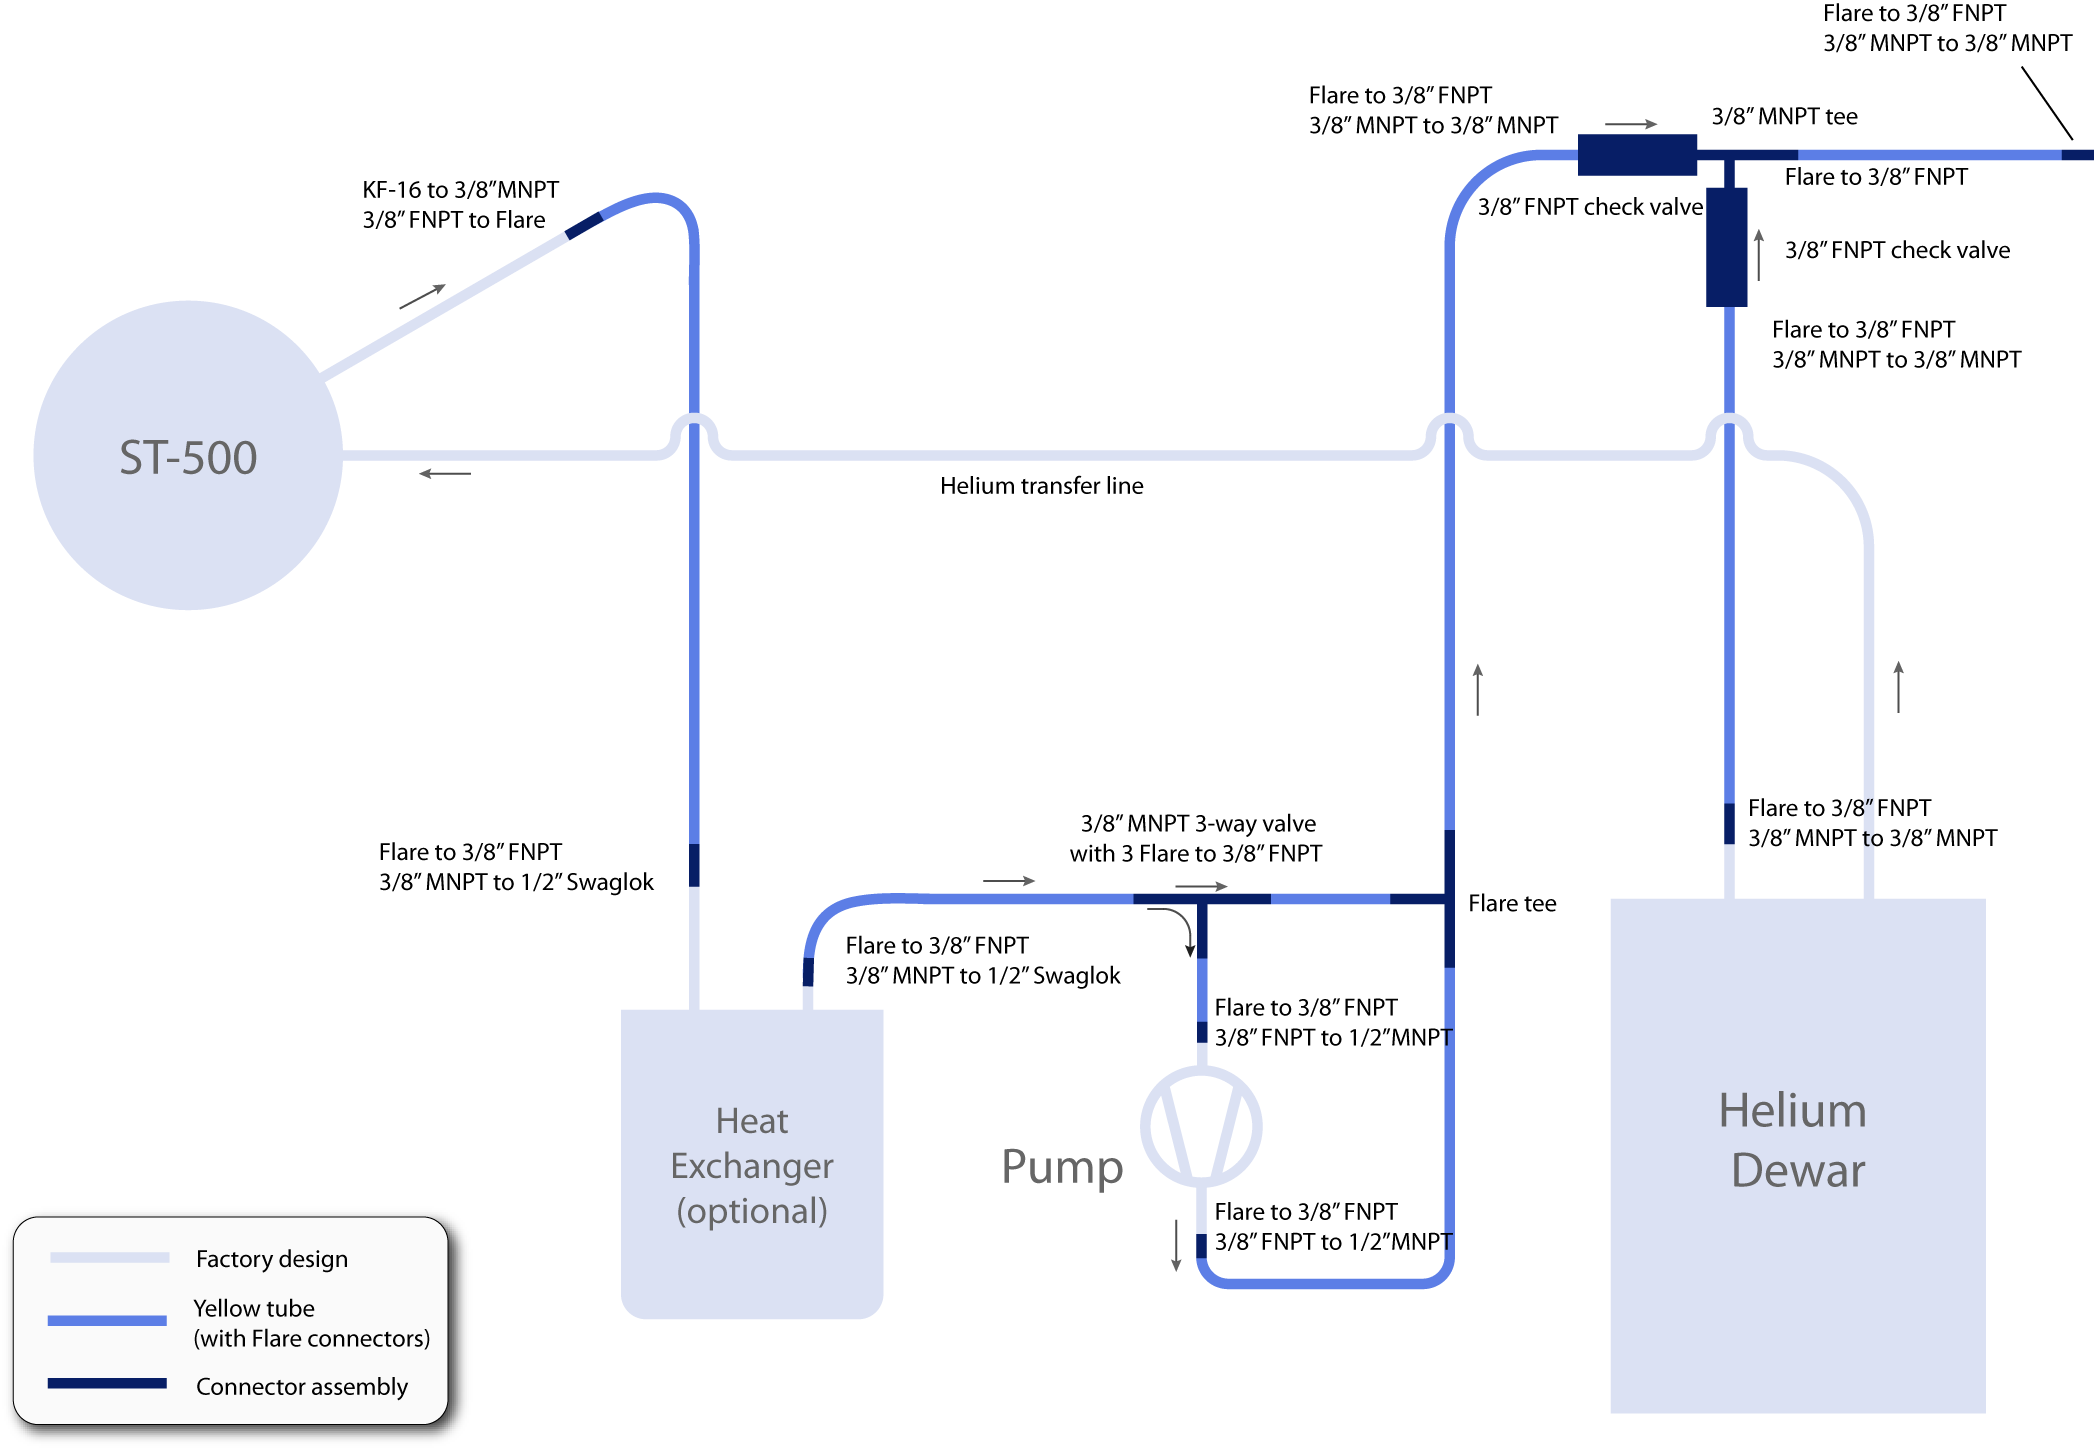 Flare to 3/8” FNPT
3/8” MNPT to 3/8” MNPT
Flare to 3/8” FNPT
3/8” MNPT to 3/8” MNPT
3/8” MNPT tee
Flare to 3/8” FNPT
KF-16 to 3/8”MNPT
3/8” FNPT to Flare
3/8” FNPT check valve
3/8” FNPT check valve
Flare to 3/8” FNPT
3/8” MNPT to 3/8” MNPT
ST-500
Helium transfer line
Flare to 3/8” FNPT
3/8” MNPT to 3/8” MNPT
3/8” MNPT 3-way valve
with 3 Flare to 3/8” FNPT
Flare to 3/8” FNPT
3/8” MNPT to 1/2” Swaglok
Flare tee
Flare to 3/8” FNPT
3/8” MNPT to 1/2” Swaglok
Flare to 3/8” FNPT
3/8” FNPT to 1/2”MNPT
Heat
Exchanger
(optional)
Pump
Helium
Dewar
Flare to 3/8” FNPT
3/8” FNPT to 1/2”MNPT
Factory design
Yellow tube
(with Flare connectors)
Connector assembly